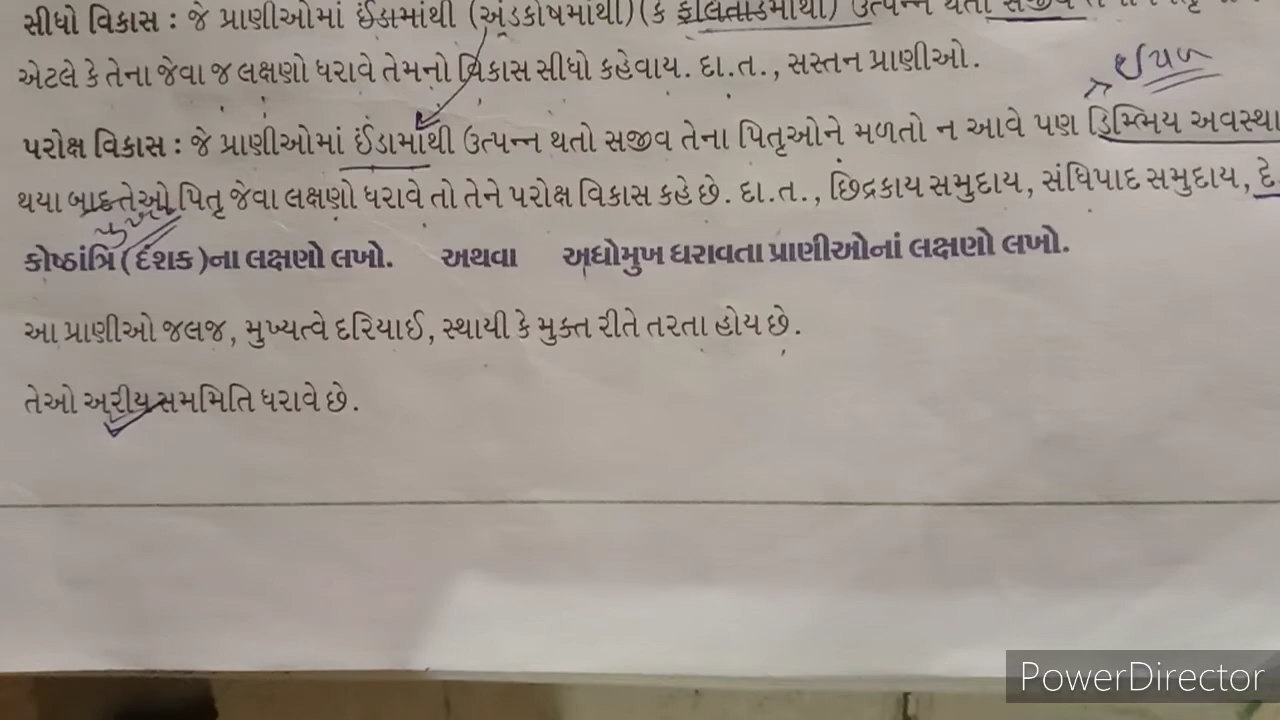 સીધો વિકાસ : જે પ્રાણીઓમાં ઈંડામાંથી (અંડકોષમાંથી) (કે ફલિતાંડમાંથી) ઉત્પન્ન થતો સજીવ
એટલે કે તેના જેવા જ લક્ષણો ધરાવે તેમનો વિકાસ સીધો કહેવાય. દા.ત., સસ્તન પ્રાણીઓ.
ઈયળ
પરોક્ષ વિકાસ : જે પ્રાણીઓમાં ઈંડામાંથી ઉત્પન્ન થતો સજીવ તેના પિતૃઓને મળતો ન આવે પણ ડિમ્ભિય અવસ્થા
થયા બાદ તેઓ પિતૃ જેવા લક્ષણો ધરાવે તો તેને પરોક્ષ વિકાસ કહે છે. દા.ત., છિદ્રકાય સમુદાય, સંધિપાદ સમુદાય,
કોષ્ઠાંત્રિ (દંશક)ના લક્ષણો લખો. અથવા અધોમુખ ધરાવતા પ્રાણીઓનાં લક્ષણો લખો.
આ પ્રાણીઓ જલજ, મુખ્યત્વે દરિયાઈ, સ્થાયી કે મુક્ત રીતે તરતા હોય છે.
તેઓ અરીય સમમિતિ ધરાવે છે.
PowerDirector